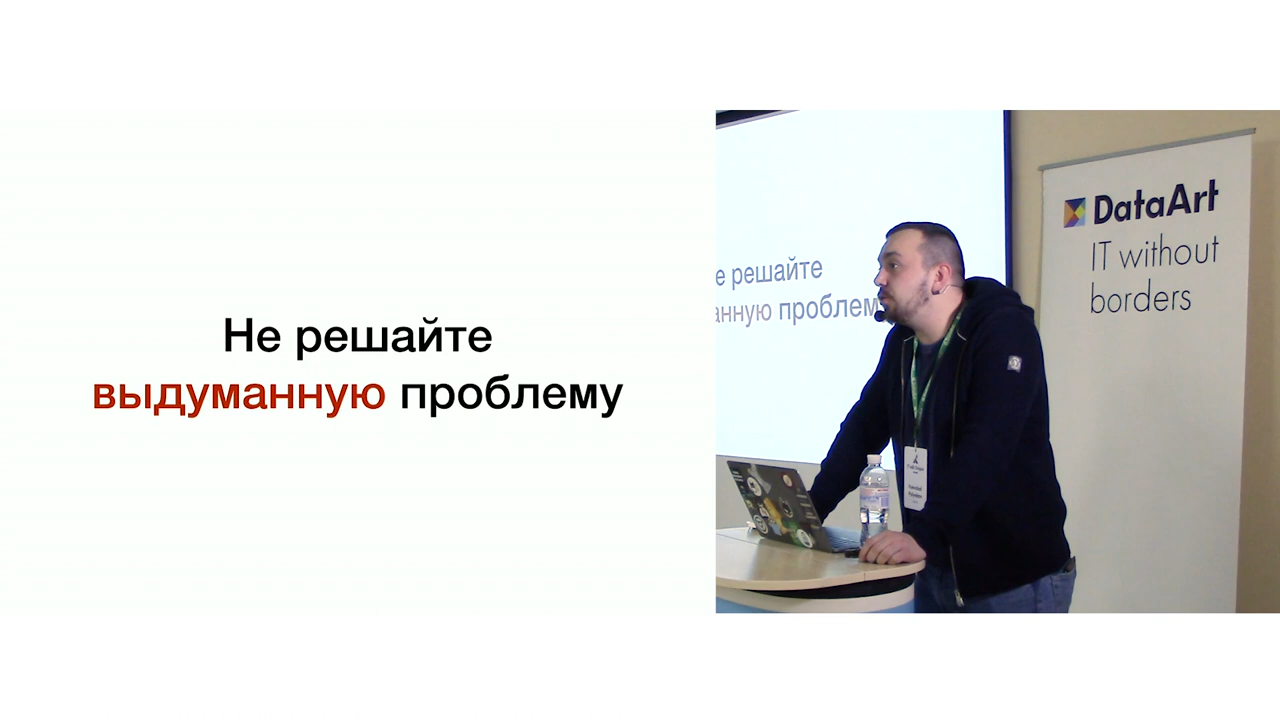 Не решайте
выдуманную проблему
е решайте
анную проблем
DataArt
IT without
borders